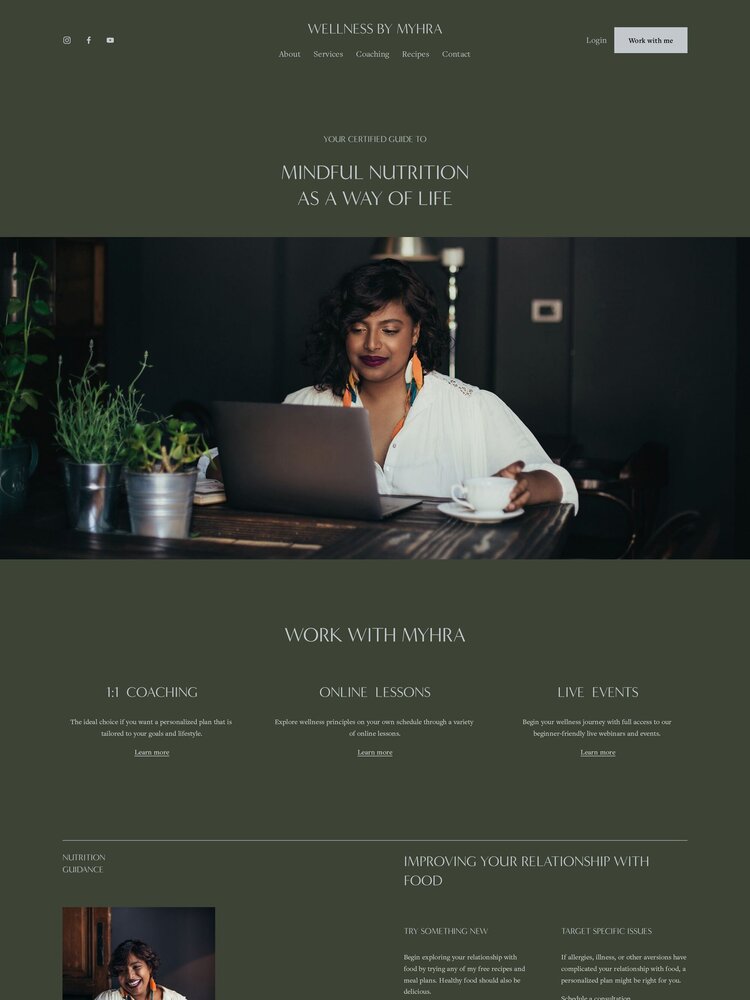 WELLNESS BY MYHRA
About Services Coaching Recipes Contact
Login
Work with me
YOUR CERTIFIED GUIDE TO
MINDFUL NUTRITION
AS A WAY OF LIFE
WORK WITH MYHRA
1:1 COACHING
The ideal choice if you want a personalized plan that is
tailored to your goals and lifestyle.
Learn more
ONLINE LESSONS
Explore wellness principles on your own schedule through a variety
of online lessons.
Learn more
LIVE EVENTS
Begin your wellness journey with full access to our
beginner-friendly live webinars and events.
Learn more
NUTRITION
GUIDANCE
IMPROVING YOUR RELATIONSHIP WITH
FOOD
TRY SOMETHING NEW
Begin exploring your relationship with
food by trying any of my free recipes and
meal plans. Healthy food should also be
delicious.
TARGET SPECIFIC ISSUES
If allergies, illness, or other aversions have
complicated your relationship with food, a
personalized plan might be right for you.
Schedule a consultation